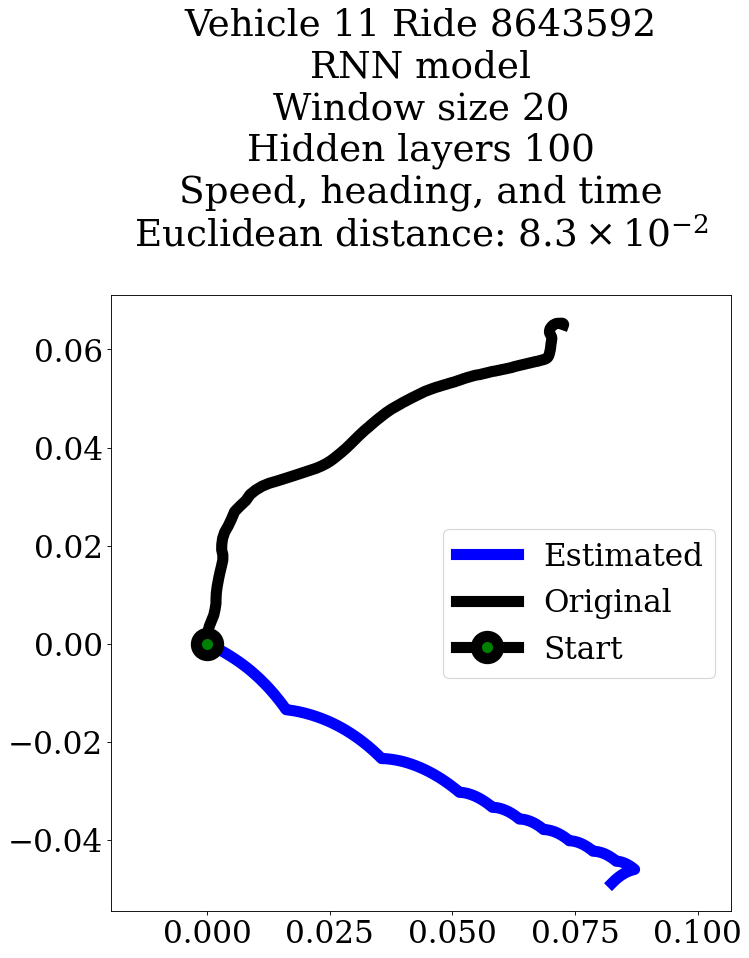 Vehicle 11 Ride 8643592
RNN model
Window size 20
Hidden layers 100
Speed, heading, and time
Euclidean distance: 8.3 × 10⁻²
0.06
0.04
0.02
0.00
−0.02
−0.04
Estimated
Original
Start
0.000 0.025 0.050 0.075 0.100